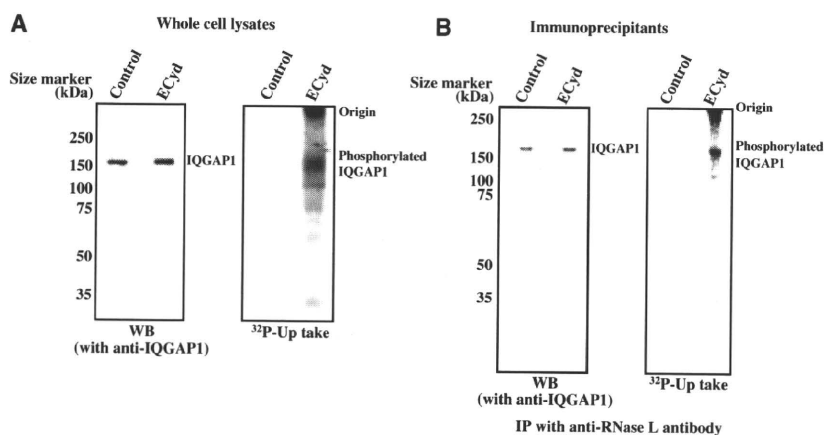 A
Whole cell lysates
Size marker
(kDa)
Control
ECyd
Control
ECyd
Origin
250
150
100
75
50
35
IQGAP1
Phosphorylated
IQGAP1
WB
(with anti-IQGAP1)
32P-Up take
B
Immunoprecipitants
Size marker
(kDa)
Control
ECyd
Control
ECyd
Origin
250
150
100
75
50
35
IQGAP1
Phosphorylated
IQGAP1
WB
(with anti-IQGAP1)
32P-Up take
IP with anti-RNase L antibody